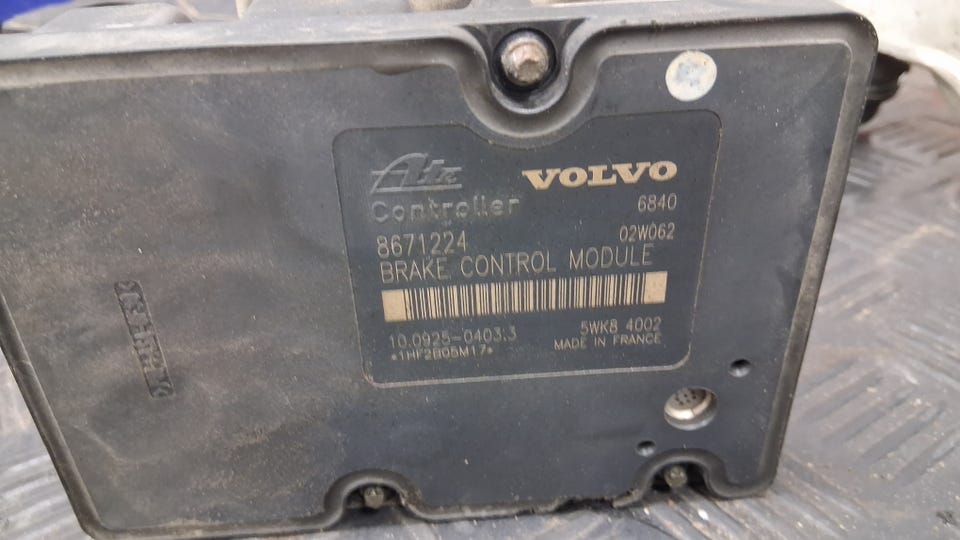 Ate VOLVO
Controller 6840
8671224 02W062
BRAKE CONTROL MODULE
10.0925-0403.3 5WK8 4002
*1HF2B05M17* MADE IN FRANCE